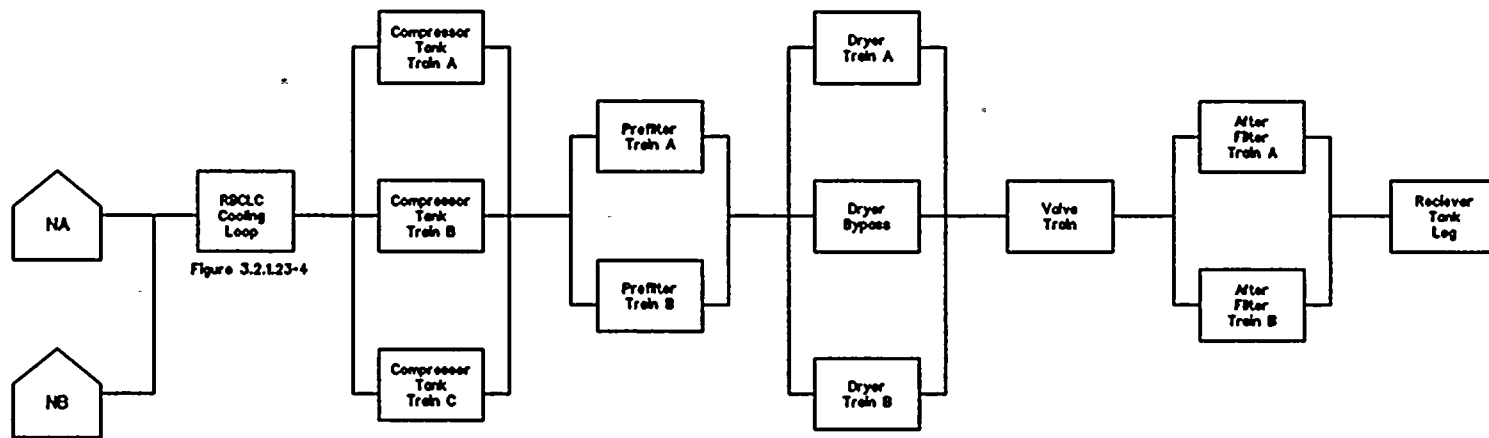 Compressor
Tank
Train A
Dryer
Train A
Prefilter
Train A
After
Filter
Train A
NA
RBCLC
Cooling
Loop
Figure 3.2.1.23-4
Compressor
Tank
Train B
Dryer
Bypass
Valve
Train
Reciever
Tank
Leg
Prefilter
Train B
After
Filter
Train B
NB
Compressor
Tank
Train C
Dryer
Train B